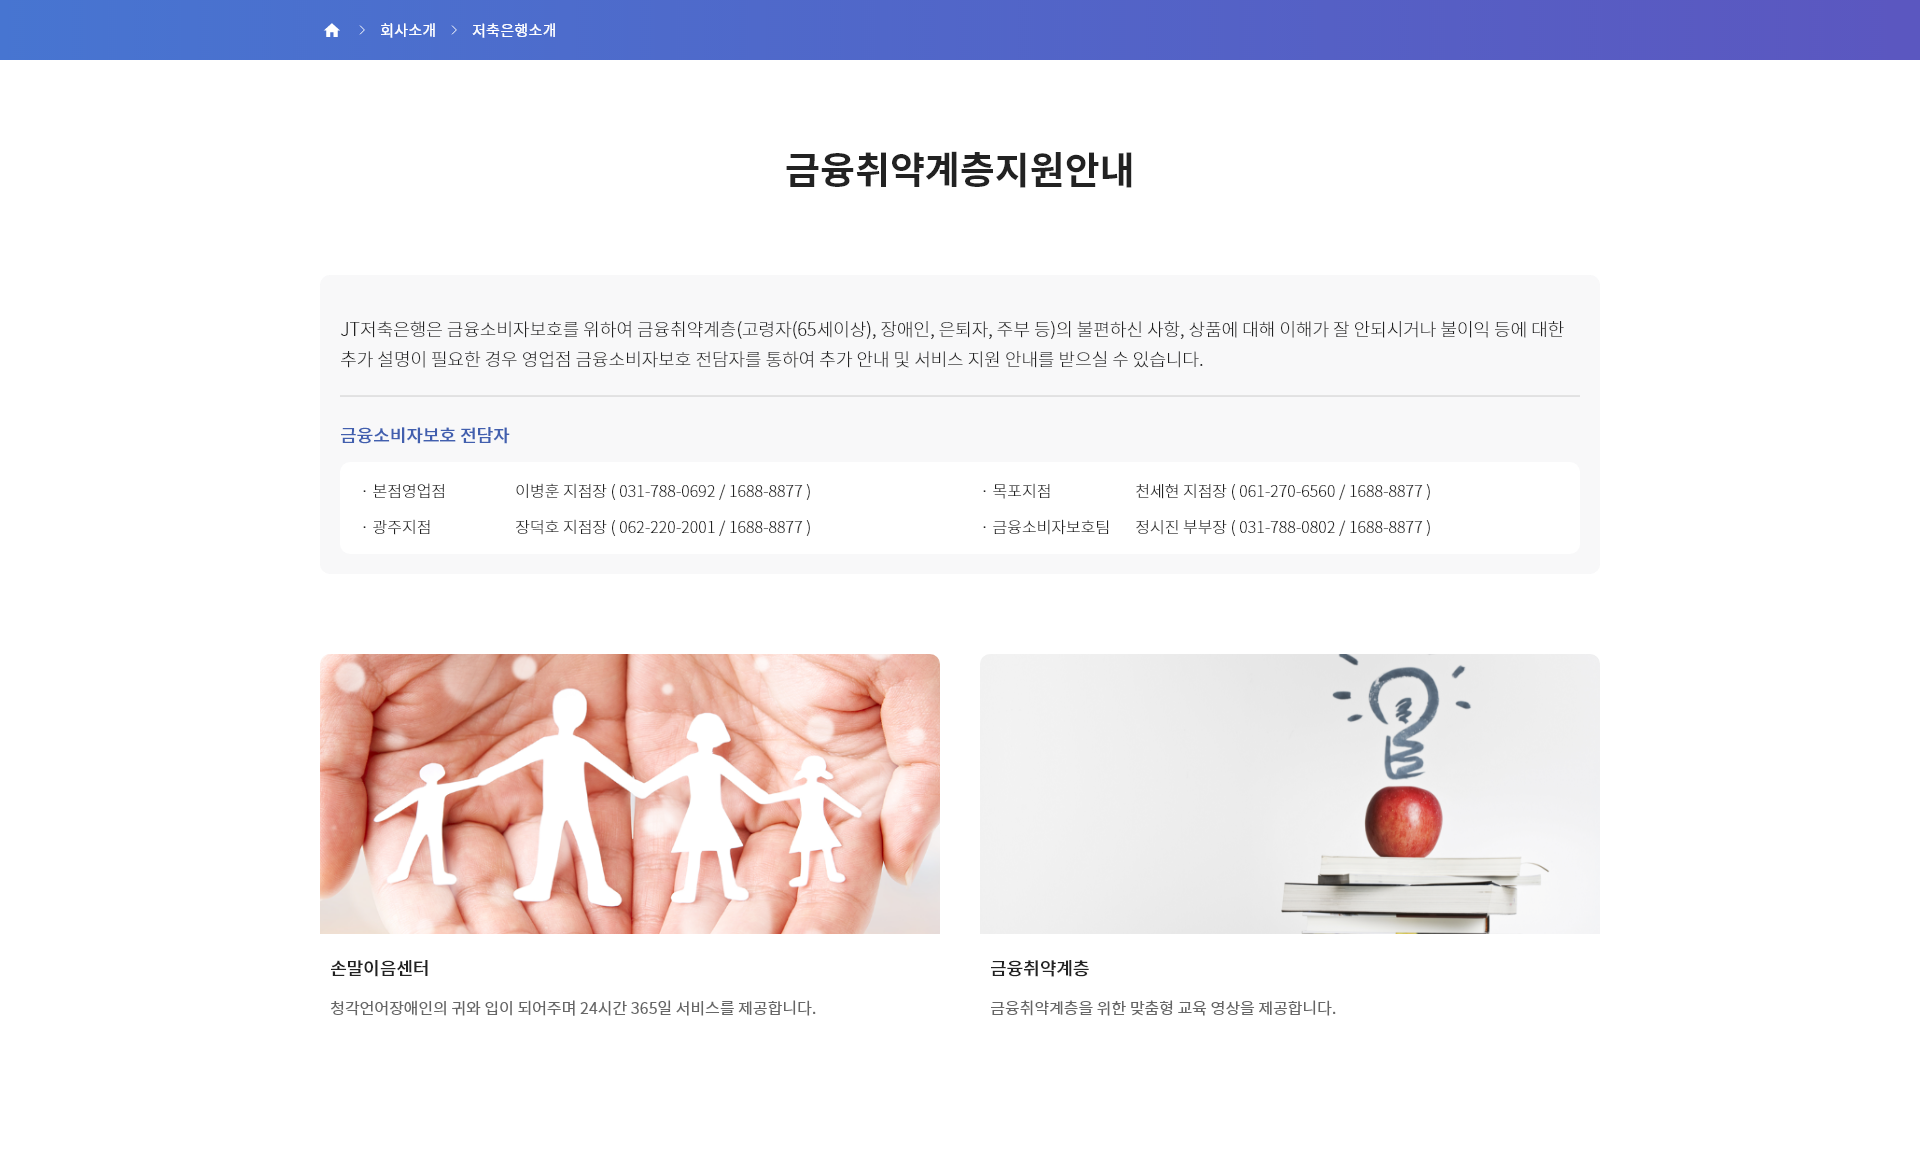 회사소개 저축은행소개
금융취약계층지원안내
JT저축은행은 금융소비자보호를 위하여 금융취약계층(고령자(65세이상), 장애인, 은퇴자, 주부 등)의 불편하신 사항, 상품에 대해 이해가 잘 안되시거나 불이익 등에 대한
추가 설명이 필요한 경우 영업점 금융소비자보호 전담자를 통하여 추가 안내 및 서비스 지원 안내를 받으실 수 있습니다.
금융소비자보호 전담자
· 본점영업점 이병훈 지점장 ( 031-788-0692 / 1688-8877 ) · 목포지점 천세현 지점장 ( 061-270-6560 / 1688-8877 )
· 광주지점 장덕호 지점장 ( 062-220-2001 / 1688-8877 ) · 금융소비자보호팀 정시진 부부장 ( 031-788-0802 / 1688-8877 )
손말이음센터
청각언어장애인의 귀와 입이 되어주며 24시간 365일 서비스를 제공합니다.
금융취약계층
금융취약계층을 위한 맞춤형 교육 영상을 제공합니다.